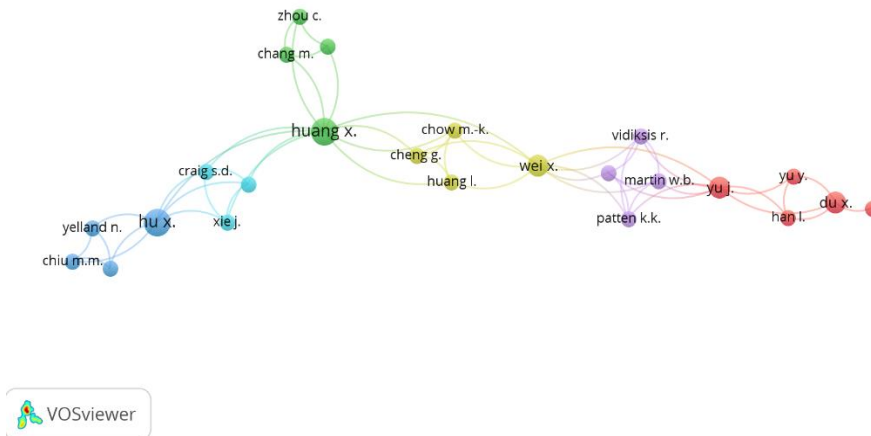 zhou c.
chang m.
huang x.
chow m.-k.
vidiksis r.
cheng g.
wei x.
craig s.d.
huang l.
martin w.b.
yu y.
yu j.
hu x.
xie j.
patten k.k.
han l.
du x.
yelland n.
chiu m.m.
VOSviewer